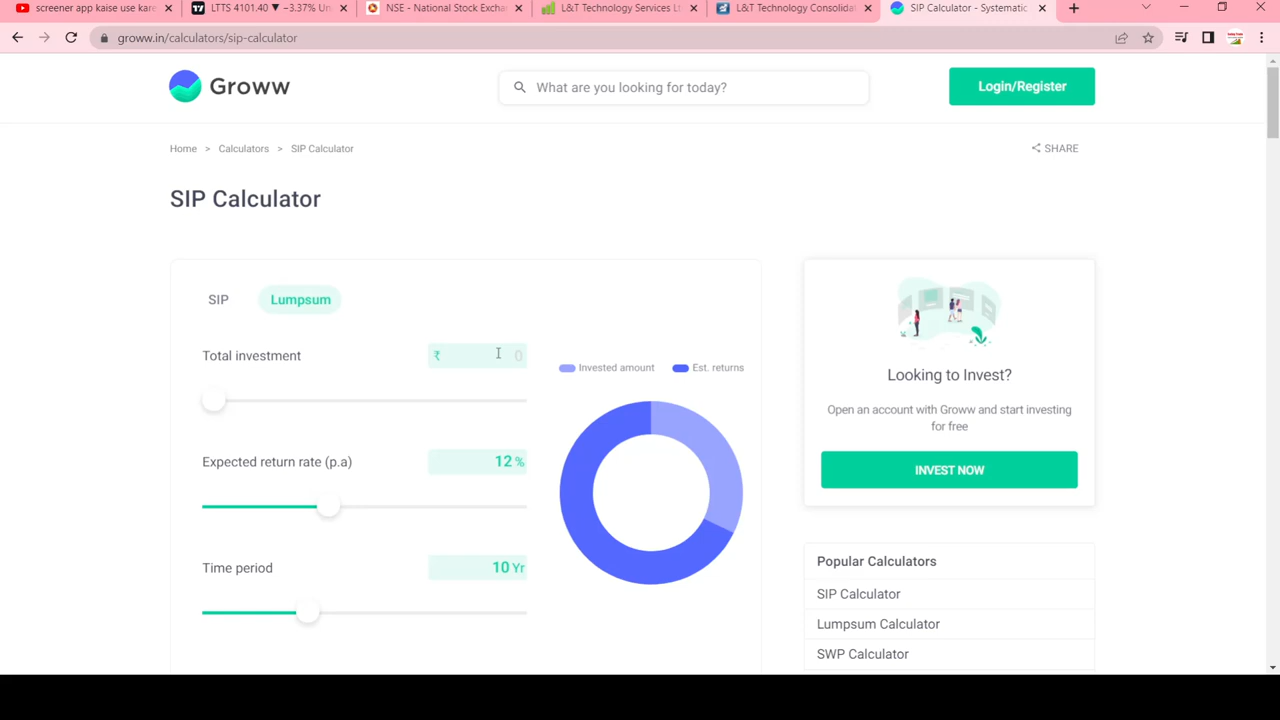 screener app kaise use kare
LTTS 4101.40 ▼ −3.37% Un
NSE - National Stock Exchan
L&T Technology Services Lt
L&T Technology Consolidat
SIP Calculator - Systematic
groww.in/calculators/sip-calculator
Groww
What are you looking for today?
Login/Register
Home > Calculators > SIP Calculator
SHARE
SIP Calculator
SIP
Lumpsum
Total investment
₹ 0
Expected return rate (p.a)
12 %
Time period
10 Yr
Invested amount
Est. returns
Looking to Invest?
Open an account with Groww and start investing
for free
INVEST NOW
Popular Calculators
SIP Calculator
Lumpsum Calculator
SWP Calculator